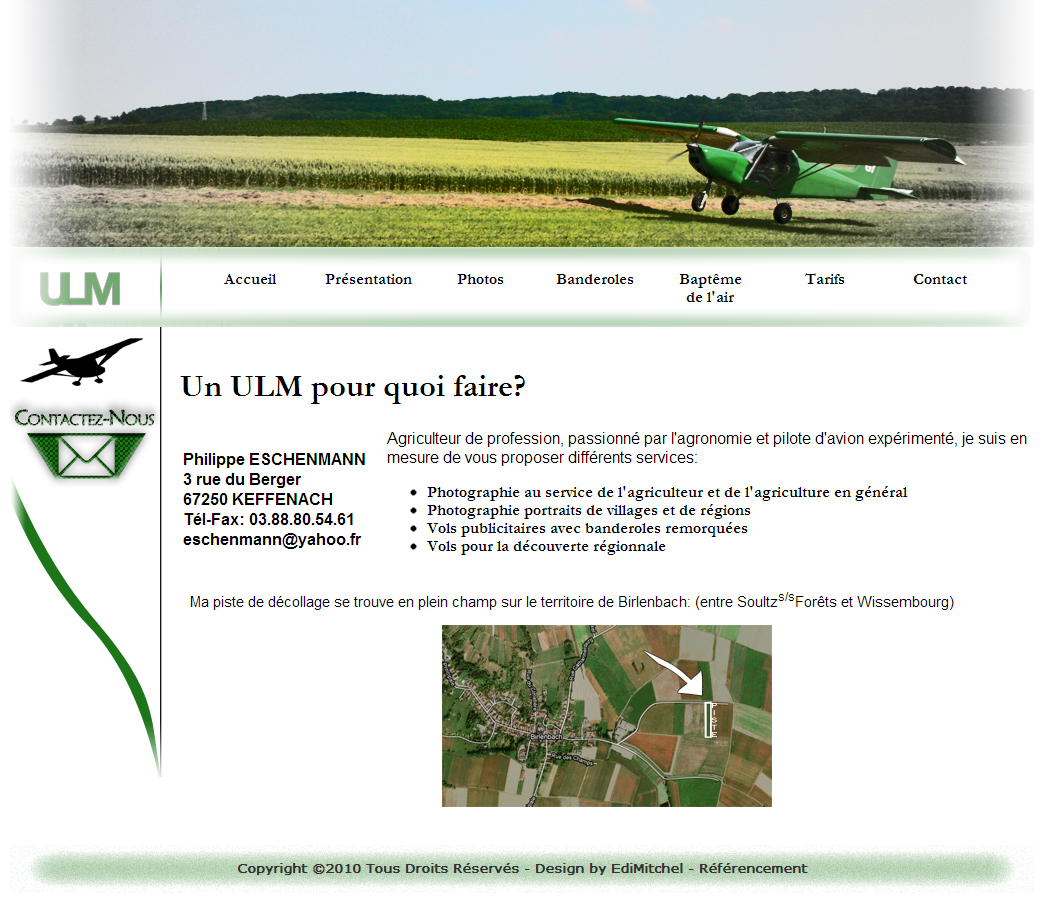 ULM
Accueil
Présentation
Photos
Banderoles
Baptême
de l'air
Tarifs
Contact
Contactez-Nous
Un ULM pour quoi faire?
Philippe ESCHENMANN
3 rue du Berger
67250 KEFFENACH
Tél-Fax: 03.88.80.54.61
eschenmann@yahoo.fr
Agriculteur de profession, passionné par l'agronomie et pilote d'avion expérimenté, je suis en
mesure de vous proposer différents services:
Photographie au service de l'agriculteur et de l'agriculture en général
Photographie portraits de villages et de régions
Vols publicitaires avec banderoles remorquées
Vols pour la découverte régionnale
Ma piste de décollage se trouve en plein champ sur le territoire de Birlenbach: (entre Soultz s/s Forêts et Wissembourg)
PISTE
Birlenbach
Rue des Champs
Copyright ©2010 Tous Droits Réservés - Design by EdiMitchel - Référencement